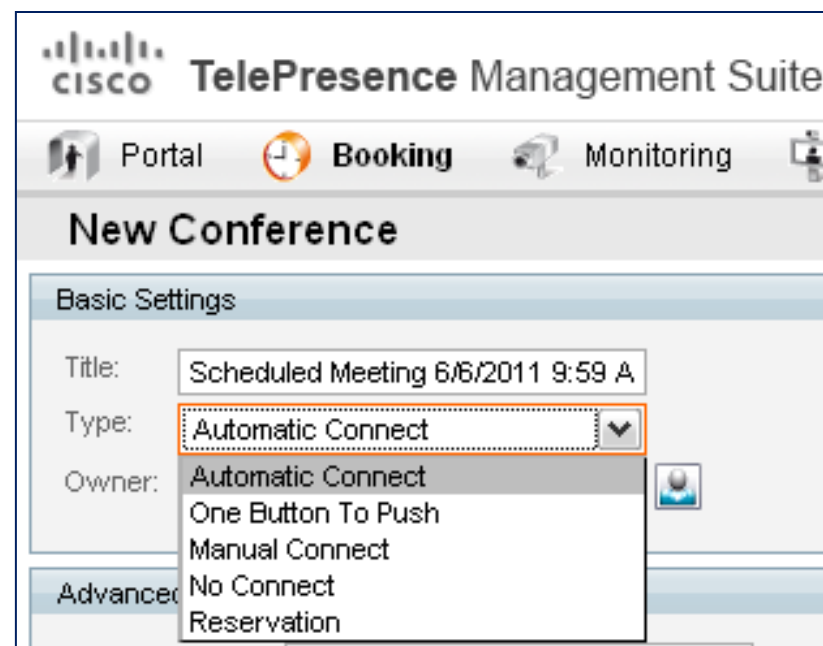 CISCO TelePresence Management Suite
Portal Booking Monitoring
New Conference
Basic Settings
Title: Scheduled Meeting 6/6/2011 9:59 A
Type: Automatic Connect
Owner: Automatic Connect
One Button To Push
Manual Connect
No Connect
Advanced
Reservation